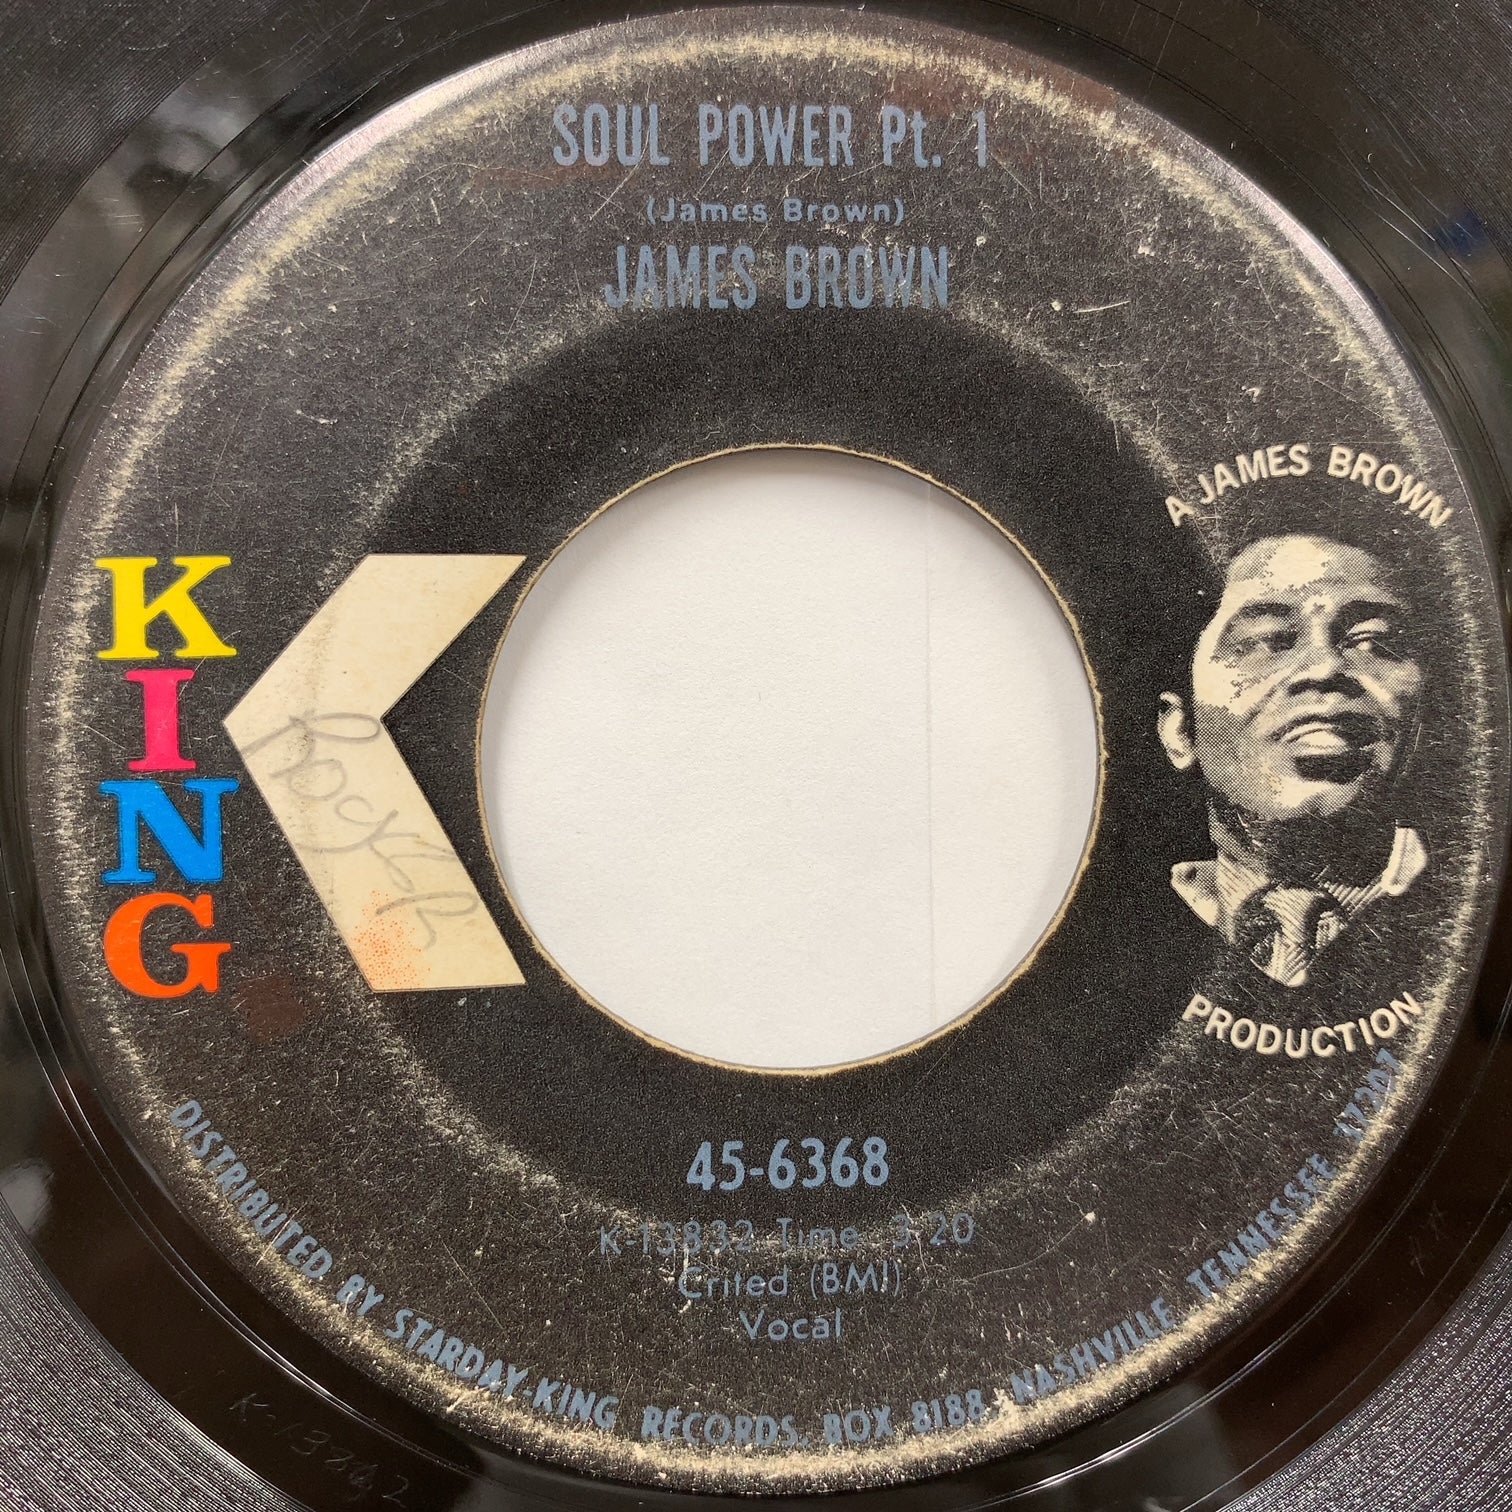 SOUL POWER Pt. 1
(James Brown)
JAMES BROWN
KING
A JAMES BROWN
PRODUCTION
45-6368
K-13832 Time 3:20
Crited (BMI)
Vocal
DISTRIBUTED BY STARDAY-KING RECORDS, BOX 8188, NASHVILLE, TENNESSEE 37207